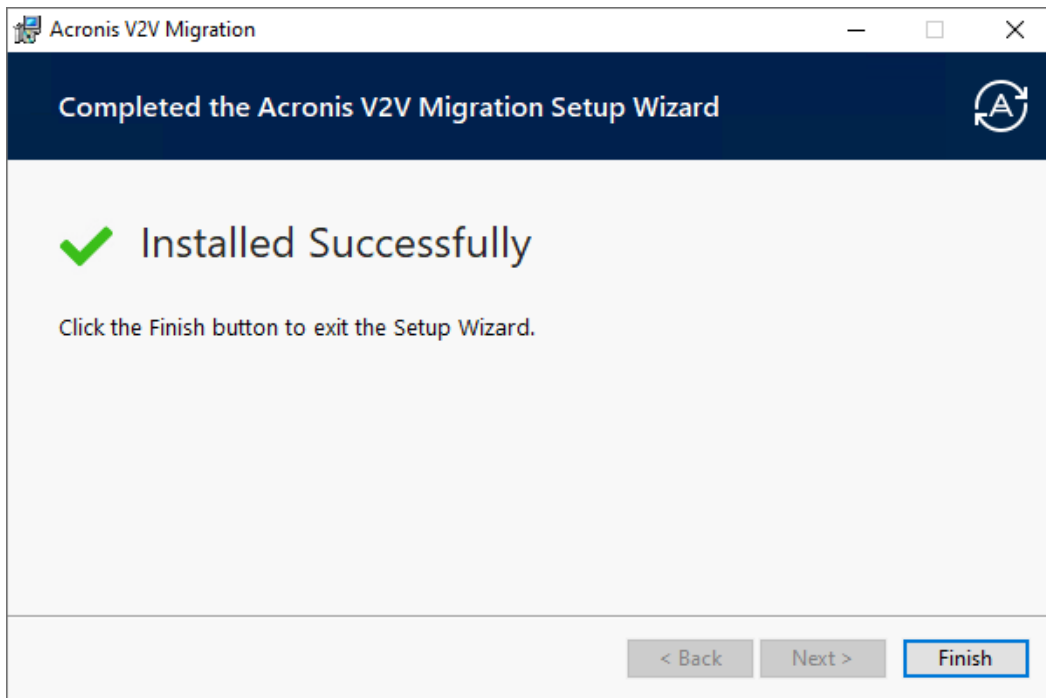 Acronis V2V Migration
Completed the Acronis V2V Migration Setup Wizard
A
Installed Successfully
Click the Finish button to exit the Setup Wizard.
< Back
Next >
Finish